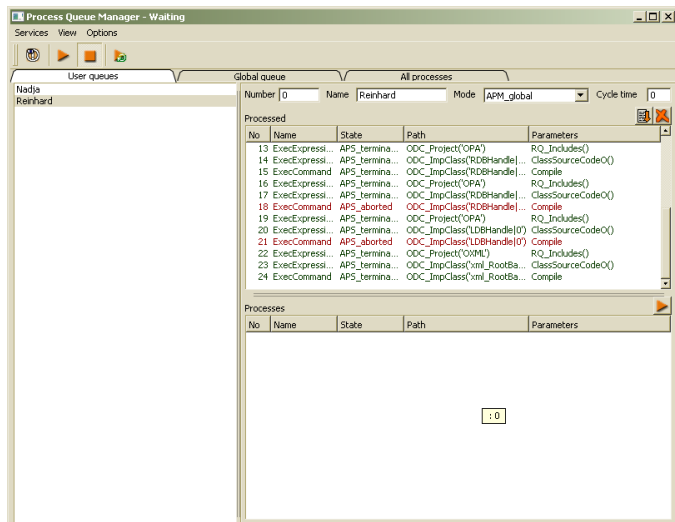 Process Queue Manager - Waiting
Services View Options
User queues Global queue All processes
Nadja
Reinhard
Number 0 Name Reinhard Mode APM_global Cycle time 0
Processed
No Name State Path Parameters
13 ExecExpressi... APS_termina... ODC_Project('OPA') RQ_Includes()
14 ExecExpressi... APS_termina... ODC_ImpClass('RDBHandle|... ClassSourceCodeO()
15 ExecCommand APS_termina... ODC_ImpClass('RDBHandle|... Compile
16 ExecExpressi... APS_termina... ODC_Project('OPA') RQ_Includes()
17 ExecExpressi... APS_termina... ODC_ImpClass('RDBHandle|... ClassSourceCodeO()
18 ExecCommand APS_aborted ODC_ImpClass('RDBHandle|... Compile
19 ExecExpressi... APS_termina... ODC_Project('OPA') RQ_Includes()
20 ExecExpressi... APS_termina... ODC_ImpClass('LDBHandle|0') ClassSourceCodeO()
21 ExecCommand APS_aborted ODC_ImpClass('LDBHandle|0') Compile
22 ExecExpressi... APS_termina... ODC_Project('OXML') RQ_Includes()
23 ExecExpressi... APS_termina... ODC_ImpClass('xml_RootBa... ClassSourceCodeO()
24 ExecCommand APS_termina... ODC_ImpClass('xml_RootBa... Compile
Processes
No Name State Path Parameters
: 0